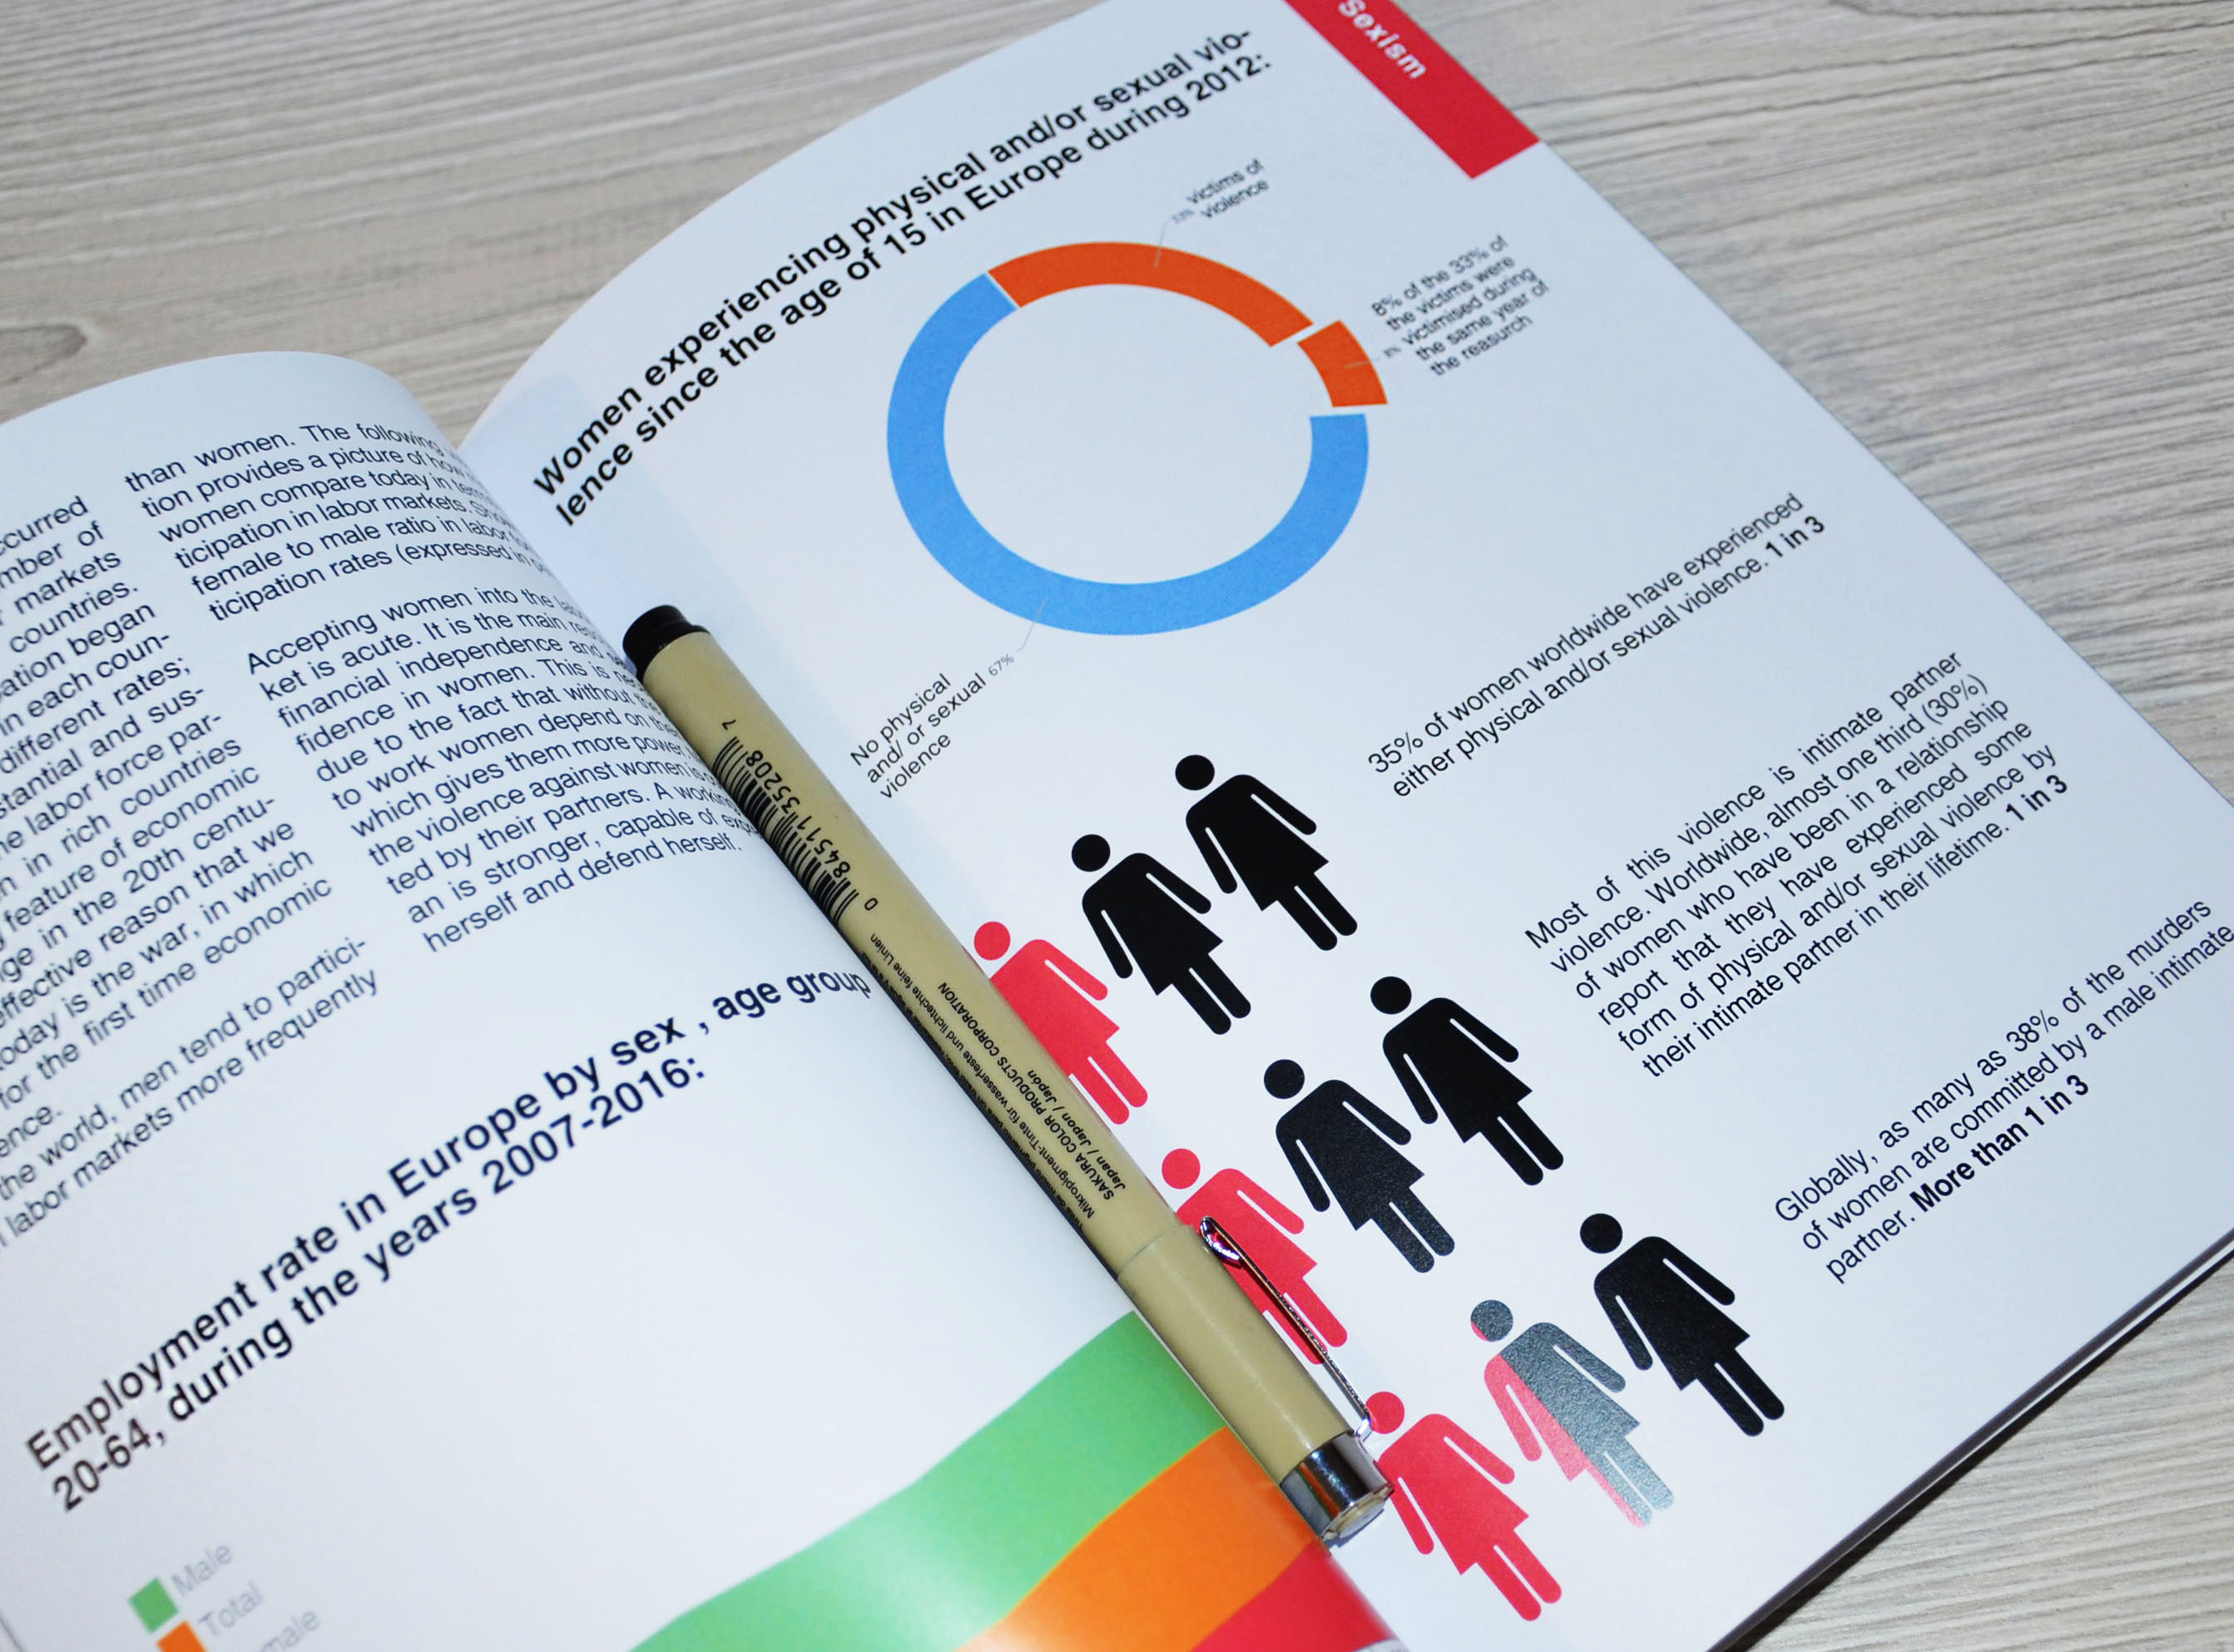 ccurred
mber of
markets
countries.
ation began
in each coun-
different rates;
stantial and sus-
he labor force par-
n in rich countries
feature of economic
ge in the 20th centu-
effective reason that we
oday is the war, in which
for the first time economic
ence.
the world, men tend to partici-
labor markets more frequently
than women. The following
tion provides a picture of how
women compare today in term
ticipation in labor markets.
female to male ratio in labor
ticipation rates (expressed in
Accepting women into the
ket is acute. It is the main
financial independence and
fidence in women. This is
due to the fact that without
to work women depend on
which gives them more power,
the violence against women is
ted by their partners. A working
an is stronger, capable of
herself and defend herself.
Employment rate in Europe by sex , age group
20-64, during the years 2007-2016:
Male
Total
male
Sexism
Women experiencing physical and/or sexual vio-
lence since the age of 15 in Europe during 2012:
victims of
violence
8% of the 33% of
the victims were
8% victimised during
the same year of
the reasurch
No physical
and/ or sexual 67%
violence
35% of women worldwide have experienced
either physical and/or sexual violence. 1 in 3
Most of this violence is intimate partner
violence. Worldwide, almost one third (30%)
of women who have been in a relationship
report that they have experienced some
form of physical and/or sexual violence by
their intimate partner in their lifetime. 1 in 3
Globally, as many as 38% of the murders
of women are committed by a male intimate
partner. More than 1 in 3
0 84511 35208 7
Mikropigment-Tinte für wasserfeste und lichtechte feine Linien
SAKURA COLOR PRODUCTS CORPORATION
Japan / Japon / Japón